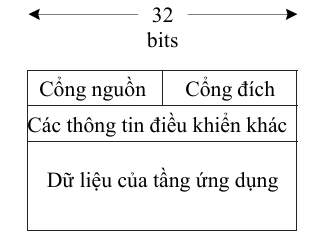 32
bits
Cổng nguồn Cổng đích
Các thông tin điều khiển khác
Dữ liệu của tầng ứng dụng